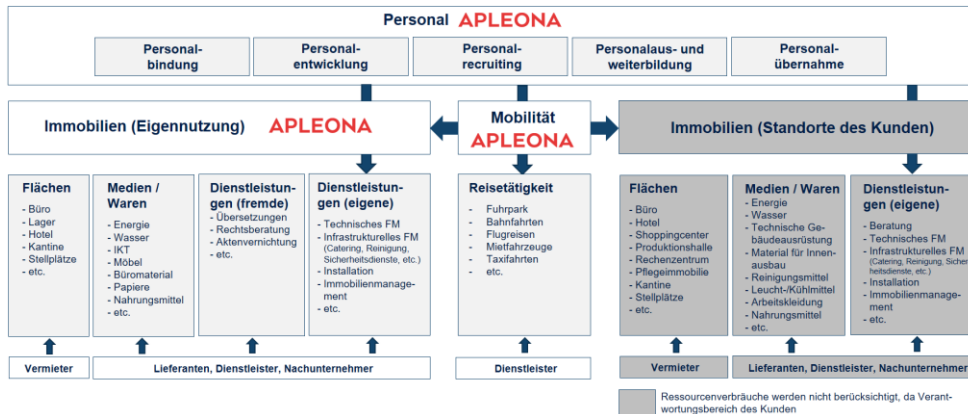 Personal APLEONA
Personal-
bindung
Personal-
entwicklung
Personal-
recruiting
Personalaus- und
weiterbildung
Personal-
übernahme
Immobilien (Eigennutzung) APLEONA
Mobilität
APLEONA
Immobilien (Standorte des Kunden)
Flächen
- Büro
- Lager
- Hotel
- Kantine
- Stellplätze
- etc.
Medien /
Waren
- Energie
- Wasser
- IKT
- Möbel
- Büromaterial
- Papiere
- Nahrungsmittel
- etc.
Dienstleistun-
gen (fremde)
- Übersetzungen
- Rechtsberatung
- Aktenvernichtung
- etc.
Dienstleistun-
gen (eigene)
- Technisches FM
- Infrastrukturelles FM
(Catering, Reinigung,
Sicherheitsdienste, etc.)
- Installation
- Immobilienmanage-
ment
- etc.
Reisetätigkeit
- Fuhrpark
- Bahnfahrten
- Flugreisen
- Mietfahrzeuge
- Taxifahrten
- etc.
Flächen
- Büro
- Hotel
- Shoppingcenter
- Produktionshalle
- Rechenzentrum
- Pflegeimmobilie
- Kantine
- Stellplätze
- etc.
Medien / Waren
- Energie
- Wasser
- Technische Ge-
bäudeausrüstung
- Material für Innen-
ausbau
- Reinigungsmittel
- Leucht-/Kühlmittel
- Arbeitskleidung
- Nahrungsmittel
- etc.
Dienstleistun-
gen (eigene)
- Beratung
- Technisches FM
- Infrastrukturelles FM
(Catering, Reinigung, Sicher-
heitsdienste, etc.)
- Installation
- Immobilienmanage-
ment
- etc.
Vermieter
Lieferanten, Dienstleister, Nachunternehmer
Dienstleister
Vermieter
Lieferanten, Dienstleister, Nachunternehmer
Ressourcenverbräuche werden nicht berücksichtigt, da Verant-
wortungsbereich des Kunden